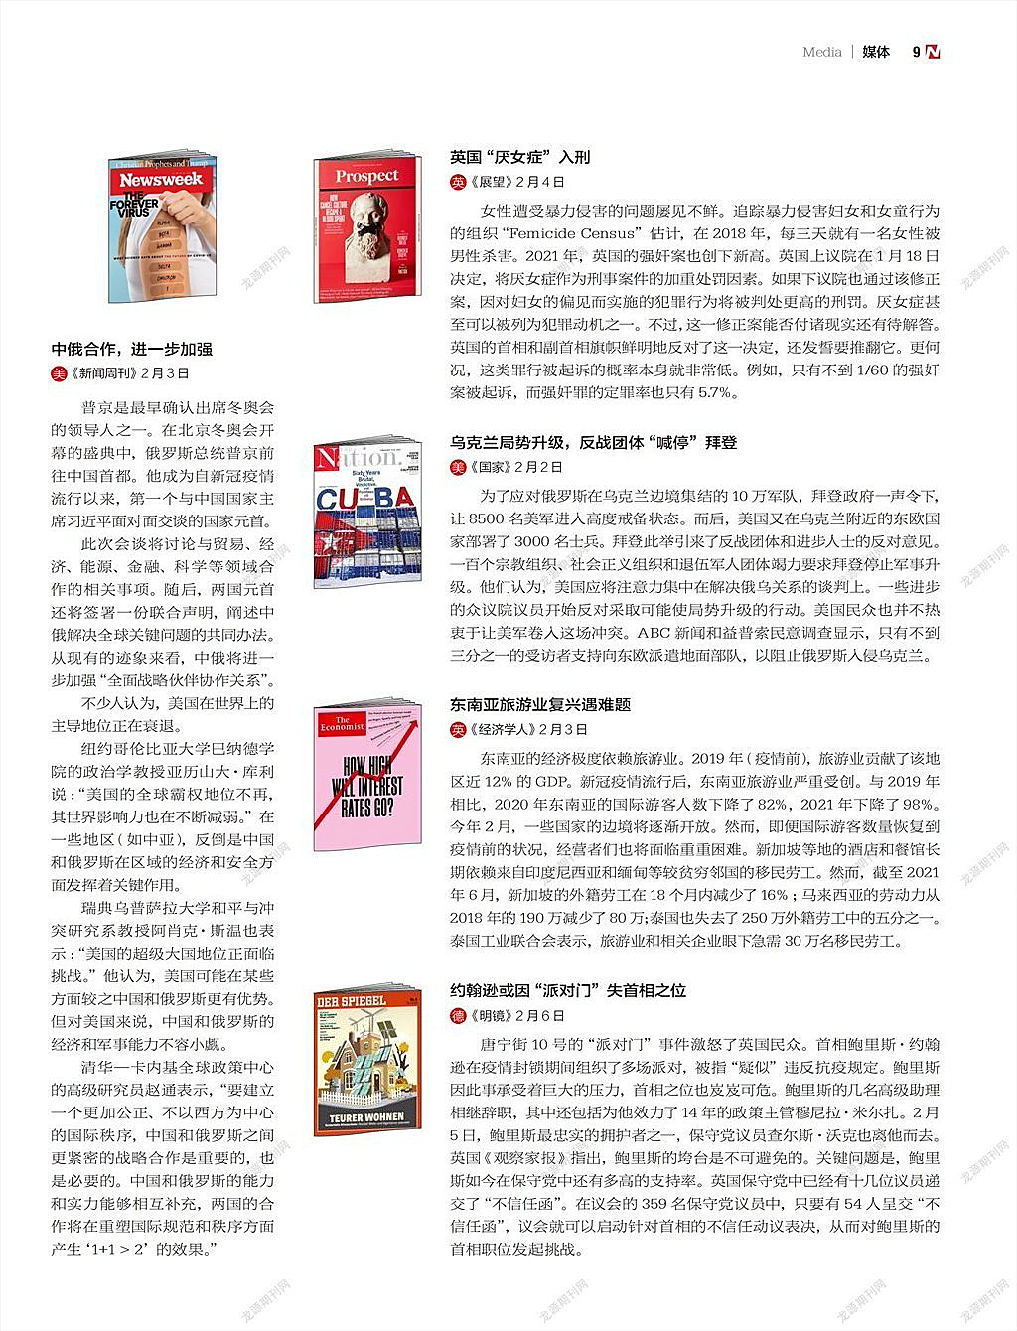 Media | 媒体 9 N
Christian Prophets and Trump
Newsweek
THE
FOREVER
VIRUS
中俄合作，进一步加强
美《新闻周刊》2月3日
普京是最早确认出席冬奥会
的领导人之一。在北京冬奥会开
幕的盛典中，俄罗斯总统普京前
往中国首都。他成为自新冠疫情
流行以来，第一个与中国国家主
席习近平面对面交谈的国家元首。
此次会谈将讨论与贸易、经
济、能源、金融、科学等领域合
作的相关事项。随后，两国元首
还将签署一份联合声明，阐述中
俄解决全球关键问题的共同办法。
从现有的迹象来看，中俄将进一
步加强“全面战略伙伴协作关系”。
不少人认为，美国在世界上的
主导地位正在衰退。
纽约哥伦比亚大学巴纳德学
院的政治学教授亚历山大·库利
说：“美国的全球霸权地位不再，
其世界影响力也在不断减弱。”在
一些地区（如中亚），反倒是中国
和俄罗斯在区域的经济和安全方
面发挥着关键作用。
瑞典乌普萨拉大学和平与冲
突研究系教授阿肖克·斯温也表
示：“美国的超级大国地位正面临
挑战。”他认为，美国可能在某些
方面较之中国和俄罗斯更有优势。
但对美国来说，中国和俄罗斯的
经济和军事能力不容小觑。
清华—卡内基全球政策中心
的高级研究员赵通表示，“要建立
一个更加公正、不以西方为中心
的国际秩序，中国和俄罗斯之间
更紧密的战略合作是重要的，也
是必要的。中国和俄罗斯的能力
和实力能够相互补充，两国的合
作将在重塑国际规范和秩序方面
产生‘1+1＞2’的效果。”
Prospect
HOW
CANCEL CULTURE
BECAME A
BLOOD SPORT
英国“厌女症”入刑
英《展望》2月4日
女性遭受暴力侵害的问题屡见不鲜。追踪暴力侵害妇女和女童行为
的组织“Femicide Census”估计，在2018年，每三天就有一名女性被
男性杀害。2021年，英国的强奸案也创下新高。英国上议院在1月18日
决定，将厌女症作为刑事案件的加重处罚因素。如果下议院也通过该修正
案，因对妇女的偏见而实施的犯罪行为将被判处更高的刑罚。厌女症甚
至可以被列为犯罪动机之一。不过，这一修正案能否付诸现实还有待解答。
英国的首相和副首相旗帜鲜明地反对了这一决定，还发誓要推翻它。更何
况，这类罪行被起诉的概率本身就非常低。例如，只有不到1/60的强奸
案被起诉，而强奸罪的定罪率也只有5.7%。
Nation.
Sixty Years
CUBA
乌克兰局势升级，反战团体“喊停”拜登
美《国家》2月2日
为了应对俄罗斯在乌克兰边境集结的10万军队，拜登政府一声令下，
让8500名美军进入高度戒备状态。而后，美国又在乌克兰附近的东欧国
家部署了3000名士兵。拜登此举引来了反战团体和进步人士的反对意见。
一百个宗教组织、社会正义组织和退伍军人团体竭力要求拜登停止军事升
级。他们认为，美国应将注意力集中在解决俄乌关系的谈判上。一些进步
的众议院议员开始反对采取可能使局势升级的行动。美国民众也并不热
衷于让美军卷入这场冲突。ABC新闻和益普索民意调查显示，只有不到
三分之一的受访者支持向东欧派遣地面部队，以阻止俄罗斯入侵乌克兰。
The
Economist
HOW HIGH
WILL INTEREST
RATES GO?
东南亚旅游业复兴遇难题
英《经济学人》2月3日
东南亚的经济极度依赖旅游业。2019年（疫情前），旅游业贡献了该地
区近12%的GDP。新冠疫情流行后，东南亚旅游业严重受创。与2019年
相比，2020年东南亚的国际游客人数下降了82%，2021年下降了98%。
今年2月，一些国家的边境将逐渐开放。然而，即便国际游客数量恢复到
疫情前的状况，经营者们也将面临重重困难。新加坡等地的酒店和餐馆长
期依赖来自印度尼西亚和缅甸等较贫穷邻国的移民劳工。然而，截至2021
年6月，新加坡的外籍劳工在18个月内减少了16%；马来西亚的劳动力从
2018年的190万减少了80万；泰国也失去了250万外籍劳工中的五分之一。
泰国工业联合会表示，旅游业和相关企业眼下急需30万名移民劳工。
DER SPIEGEL
TEURER WOHNEN
约翰逊或因“派对门”失首相之位
德《明镜》2月6日
唐宁街10号的“派对门”事件激怒了英国民众。首相鲍里斯·约翰
逊在疫情封锁期间组织了多场派对，被指“疑似”违反抗疫规定。鲍里斯
因此事承受着巨大的压力，首相之位也岌岌可危。鲍里斯的几名高级助理
相继辞职，其中还包括为他效力了14年的政策主管穆尼拉·米尔扎。2月
5日，鲍里斯最忠实的拥护者之一，保守党议员查尔斯·沃克也离他而去。
英国《观察家报》指出，鲍里斯的垮台是不可避免的。关键问题是，鲍里
斯如今在保守党中还有多高的支持率。英国保守党中已经有十几位议员递
交了“不信任函”。在议会的359名保守党议员中，只要有54人呈交“不
信任函”，议会就可以启动针对首相的不信任动议表决，从而对鲍里斯的
首相职位发起挑战。